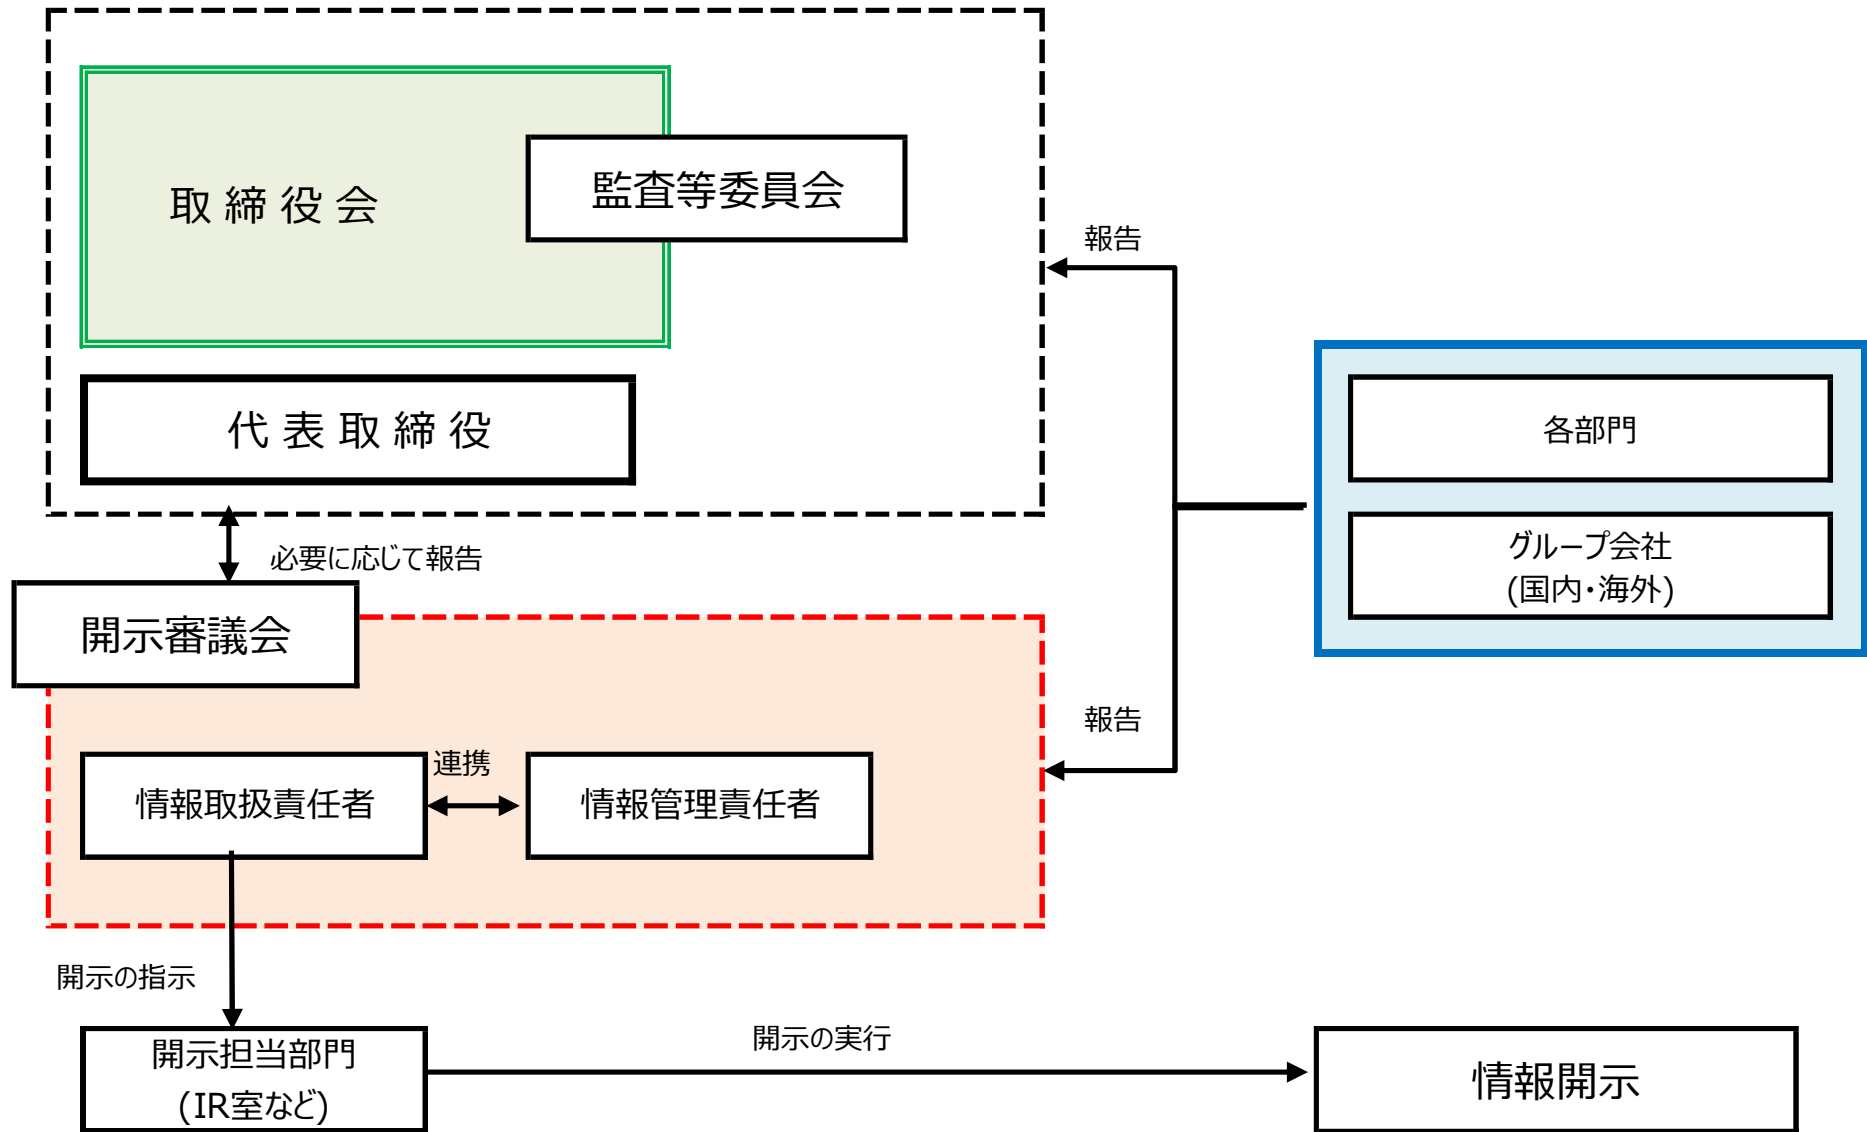 取締役会
監査等委員会
報告
代表取締役
各部門
グループ会社
(国内・海外)
必要に応じて報告
開示審議会
報告
連携
情報取扱責任者
情報管理責任者
開示の指示
開示担当部門
(IR室など)
開示の実行
情報開示